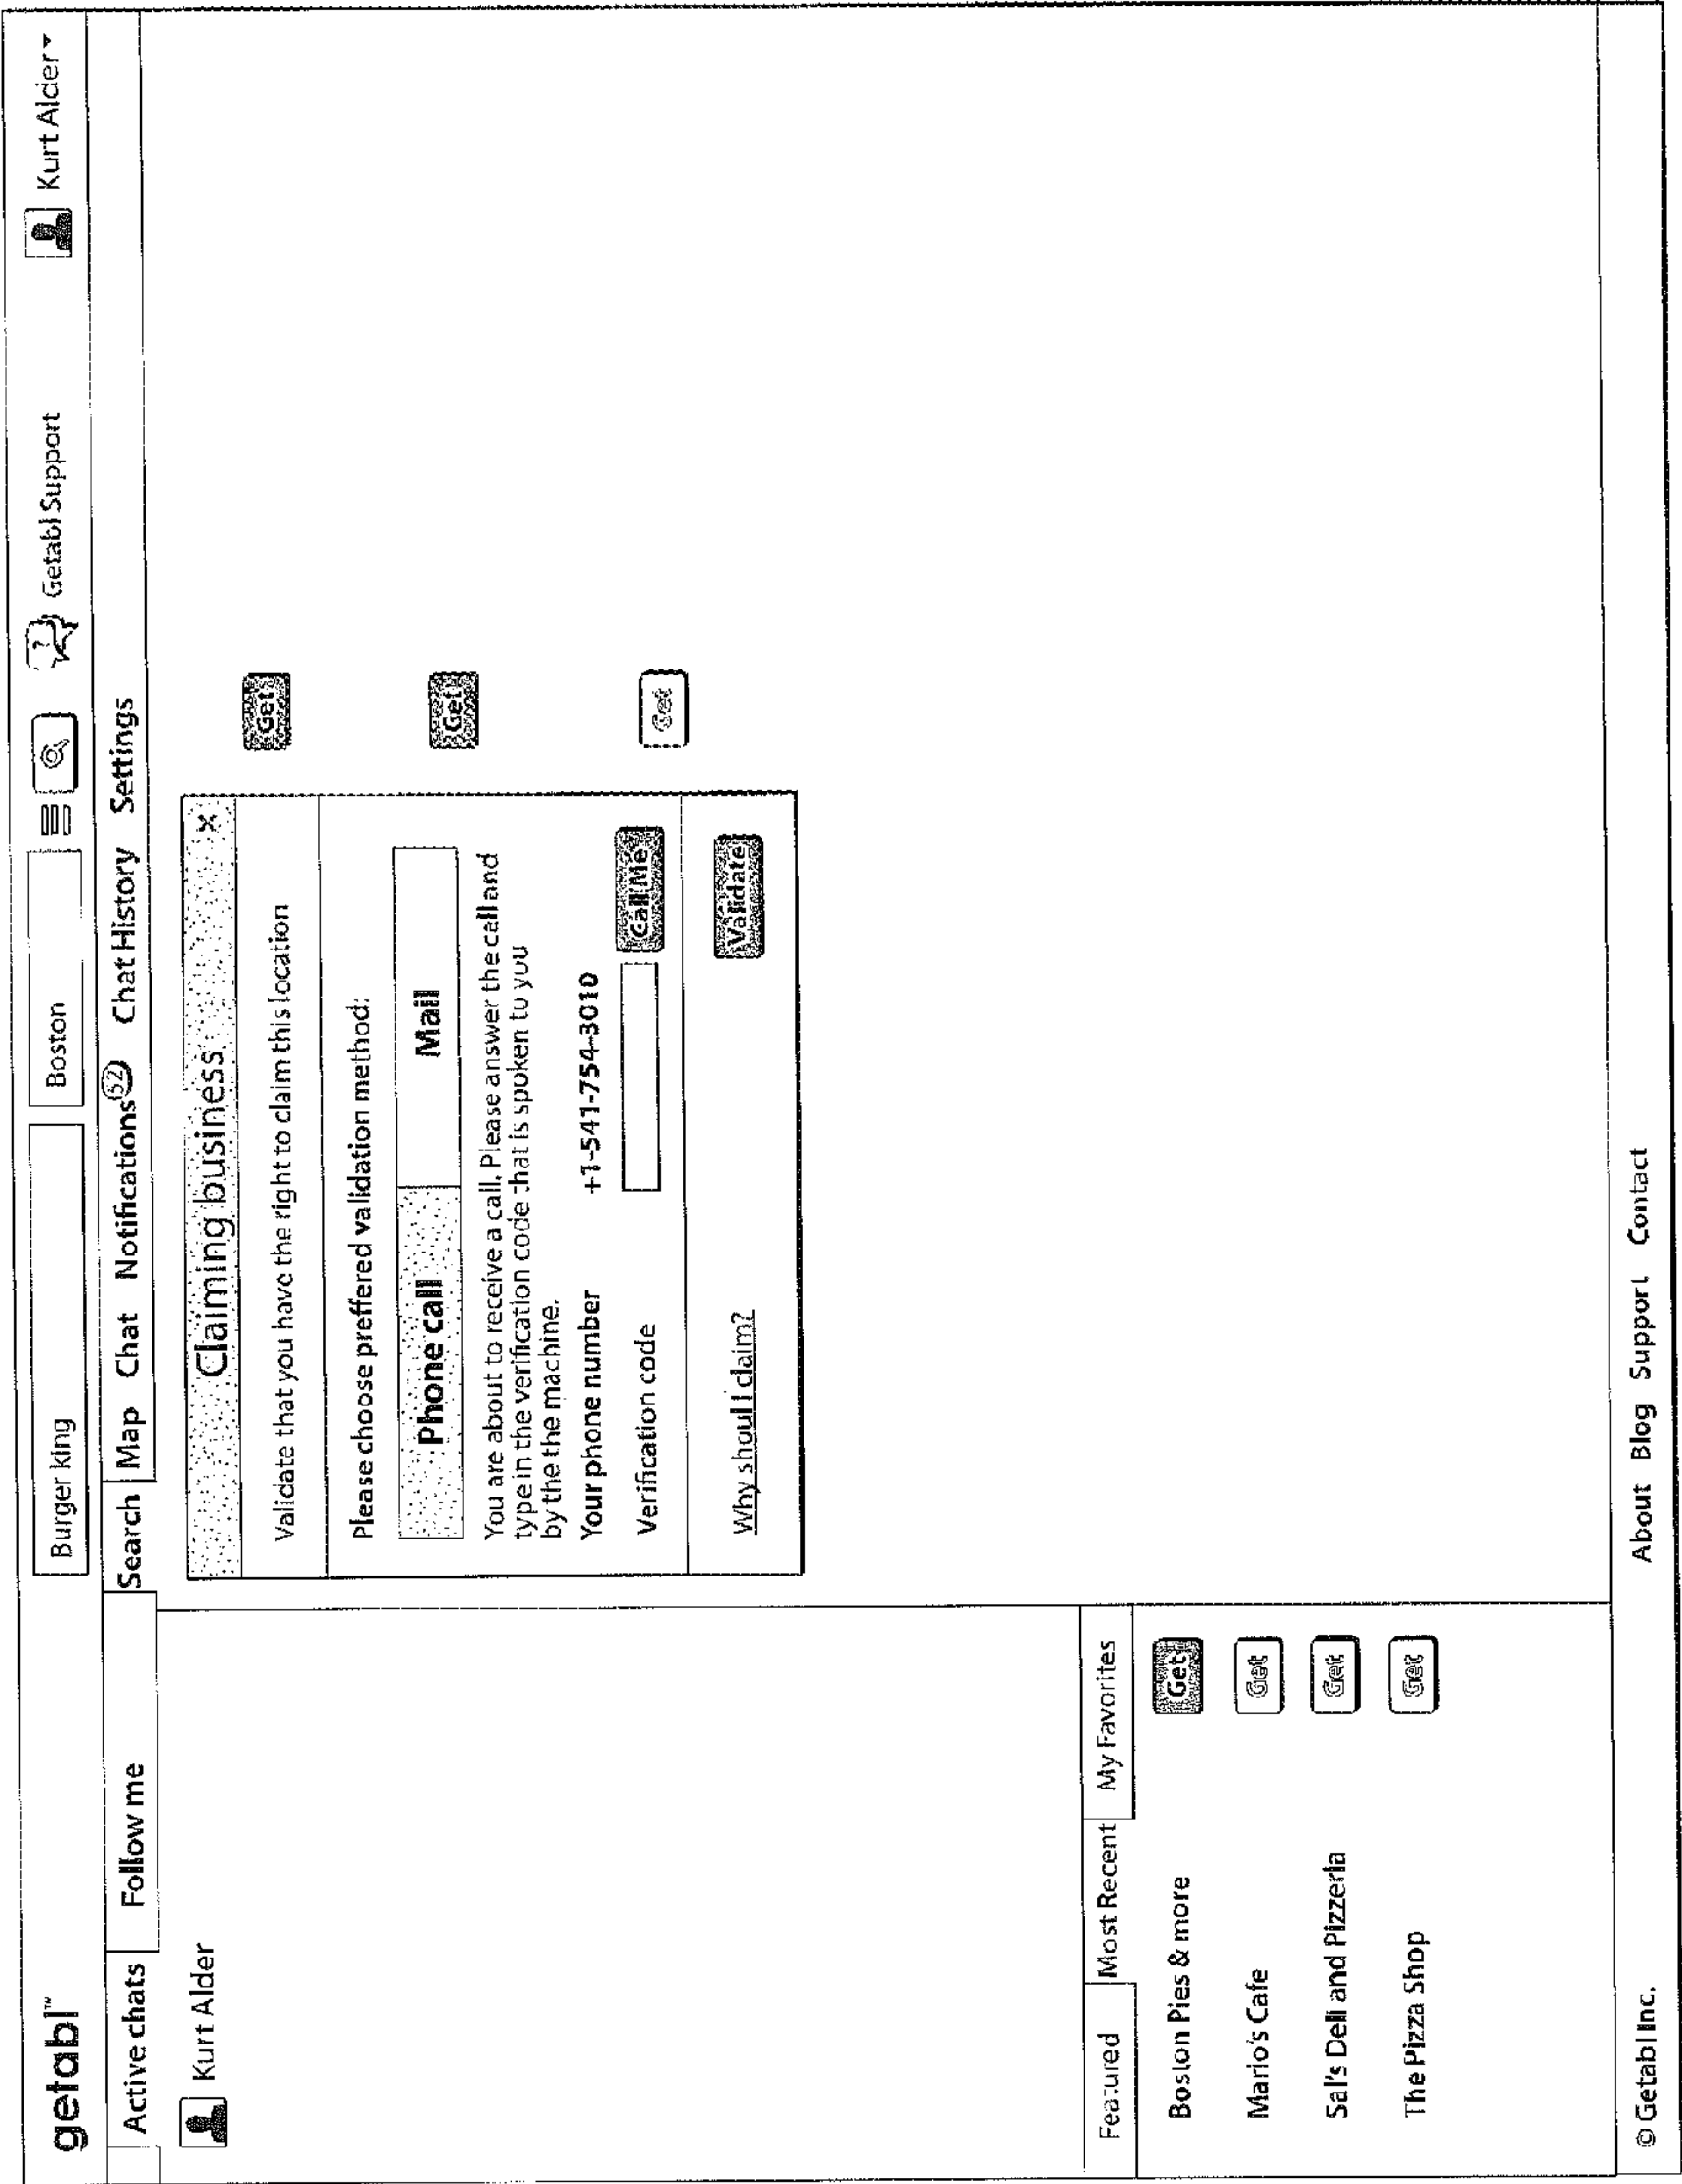 getabl™
Burger king
Boston
Getabl Support
Kurt Alder
Active chats
Follow me
Search
Map
Chat
Notifications 52
Chat History
Settings
Kurt Alder
Claiming business x
Validate that you have the right to claim this location
Get
Please choose preffered validation method:
Phone call
Mail
Get
You are about to receive a call. Please answer the call and
type in the verification code that is spoken to you
by the the machine.
Your phone number
+1-541-754-3010
Verification code
Call Me
Get
Why shoul I claim?
Validate
Featured
Most Recent
My Favorites
Boston Pies & more
Get
Mario's Cafe
Get
Sal's Deli and Pizzeria
Get
The Pizza Shop
Get
© Getabl Inc.
About Blog Support Contact